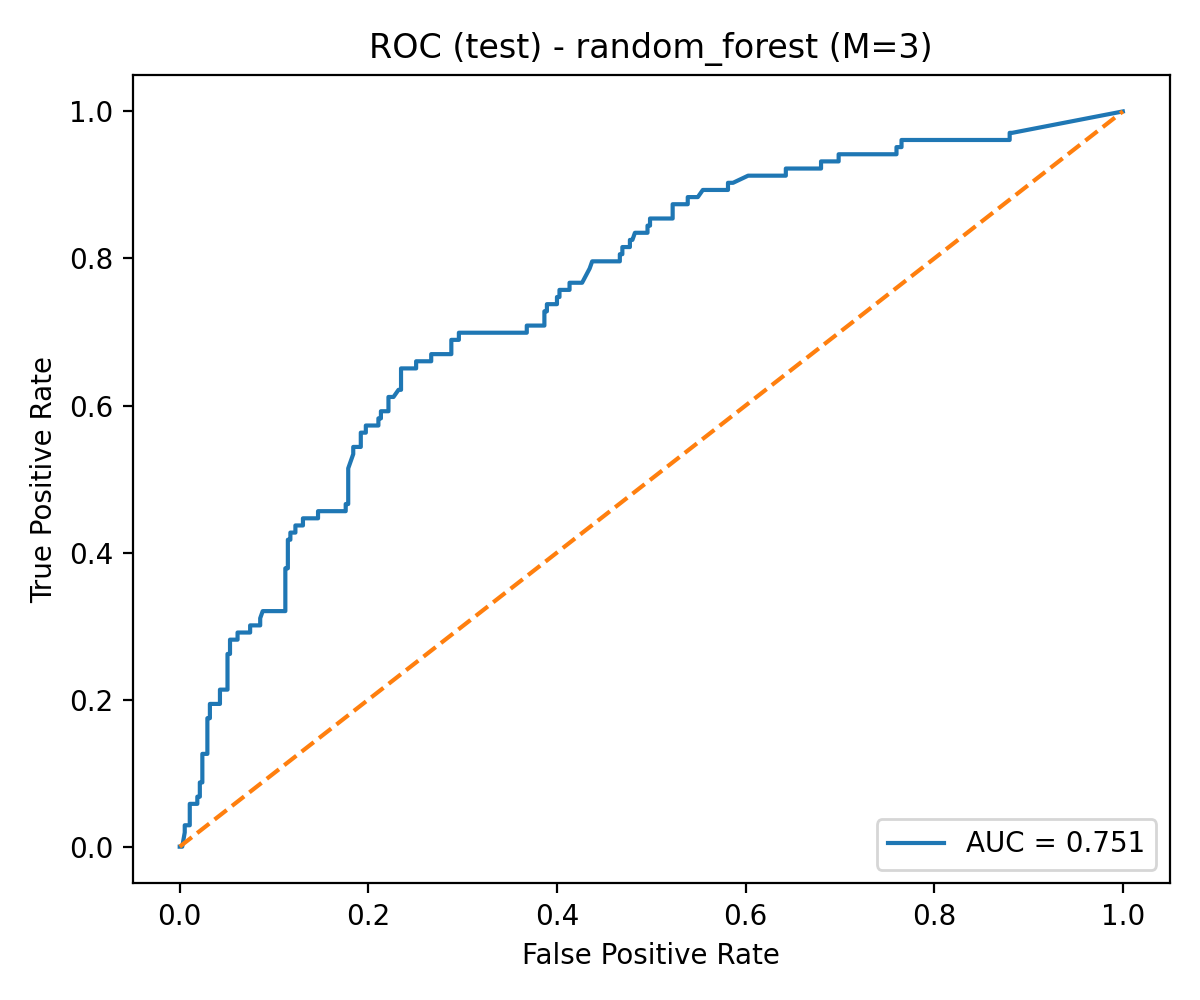 ROC (test) - random_forest (M=3)
1.0
0.8
0.6
0.4
0.2
0.0
True Positive Rate
AUC = 0.751
0.0 0.2 0.4 0.6 0.8 1.0
False Positive Rate